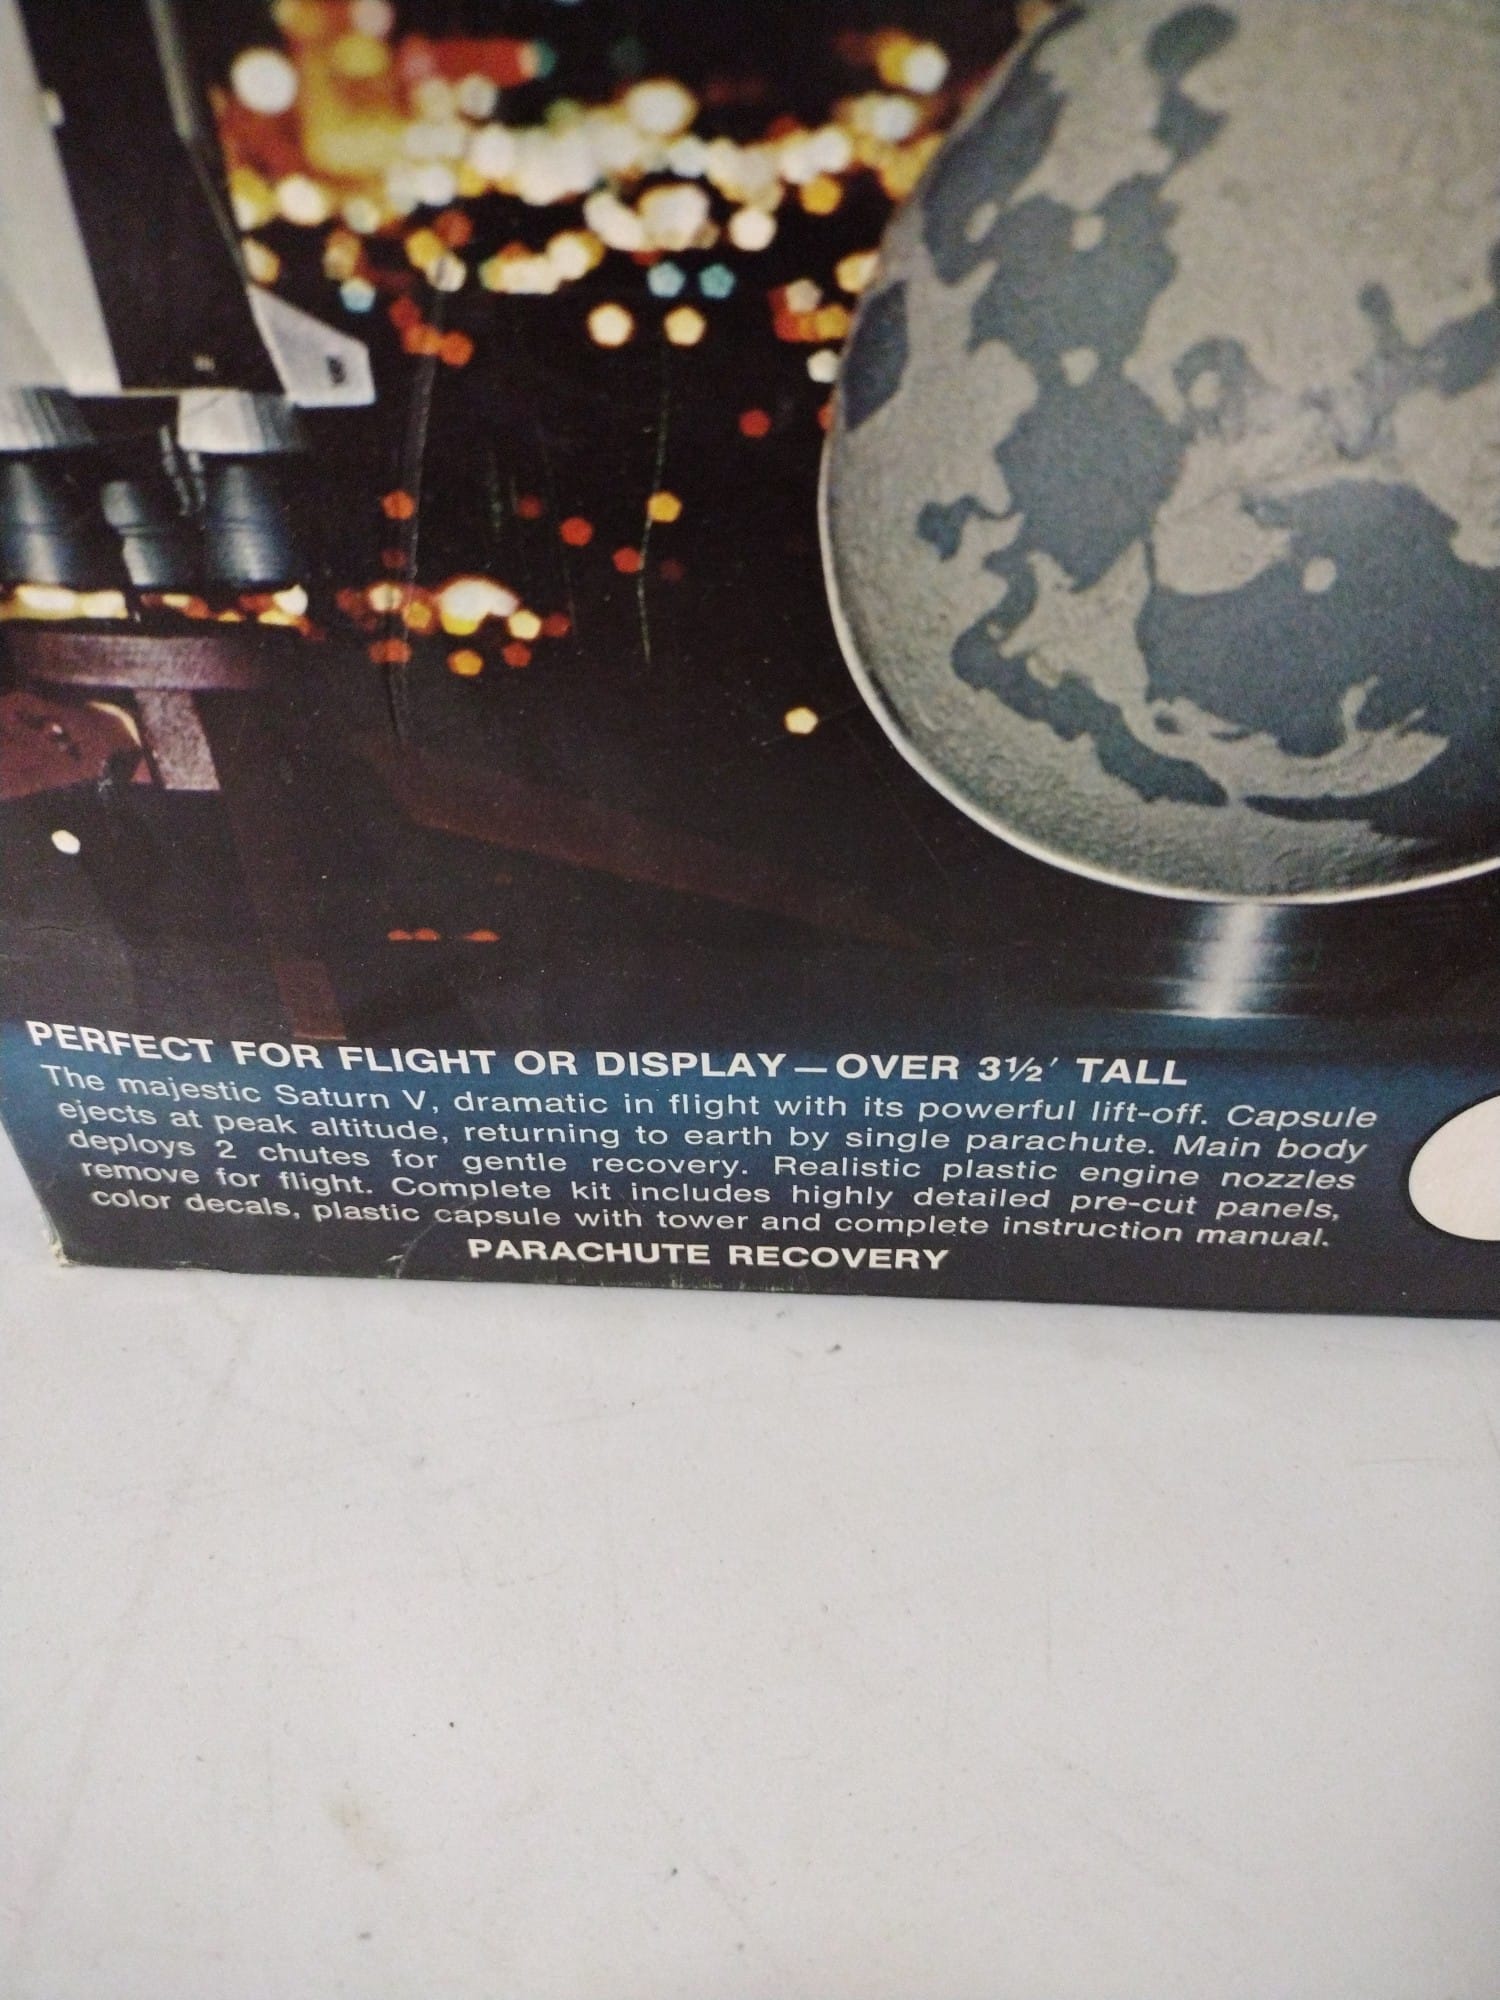 PERFECT FOR FLIGHT OR DISPLAY—OVER 3½' TALL
The majestic Saturn V, dramatic in flight with its powerful lift-off. Capsule
ejects at peak altitude, returning to earth by single parachute. Main body
deploys 2 chutes for gentle recovery. Realistic plastic engine nozzles
remove for flight. Complete kit includes highly detailed pre-cut panels,
color decals, plastic capsule with tower and complete instruction manual.
PARACHUTE RECOVERY